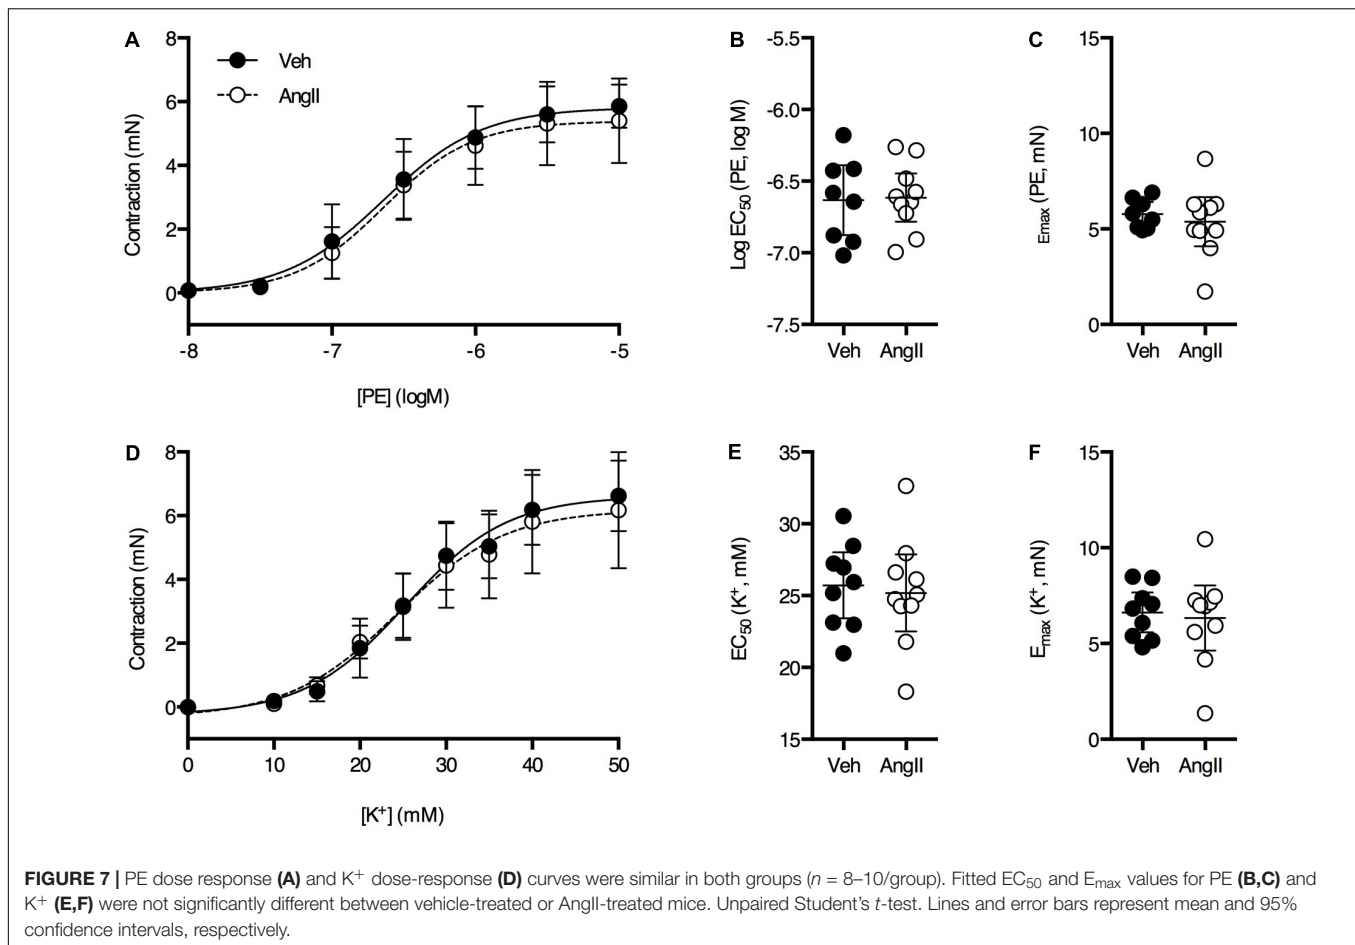 A
8
6
4
2
0
Contraction (mN)
Veh
AngII
-8
-7
-6
-5
[PE] (logM)
B
-5.5
-6.0
-6.5
-7.0
-7.5
Log EC50 (PE, log M)
Veh AngII
C
15
10
5
0
Emax (PE, mN)
Veh AngII
D
8
6
4
2
0
Contraction (mN)
0
10
20
30
40
50
[K+] (mM)
E
35
30
25
20
15
EC50 (K+, mM)
Veh AngII
F
15
10
5
0
Emax (K+, mN)
Veh AngII
FIGURE 7 | PE dose response (A) and K+ dose-response (D) curves were similar in both groups (n = 8–10/group). Fitted EC50 and Emax values for PE (B,C) and
K+ (E,F) were not significantly different between vehicle-treated or AngII-treated mice. Unpaired Student's t-test. Lines and error bars represent mean and 95%
confidence intervals, respectively.